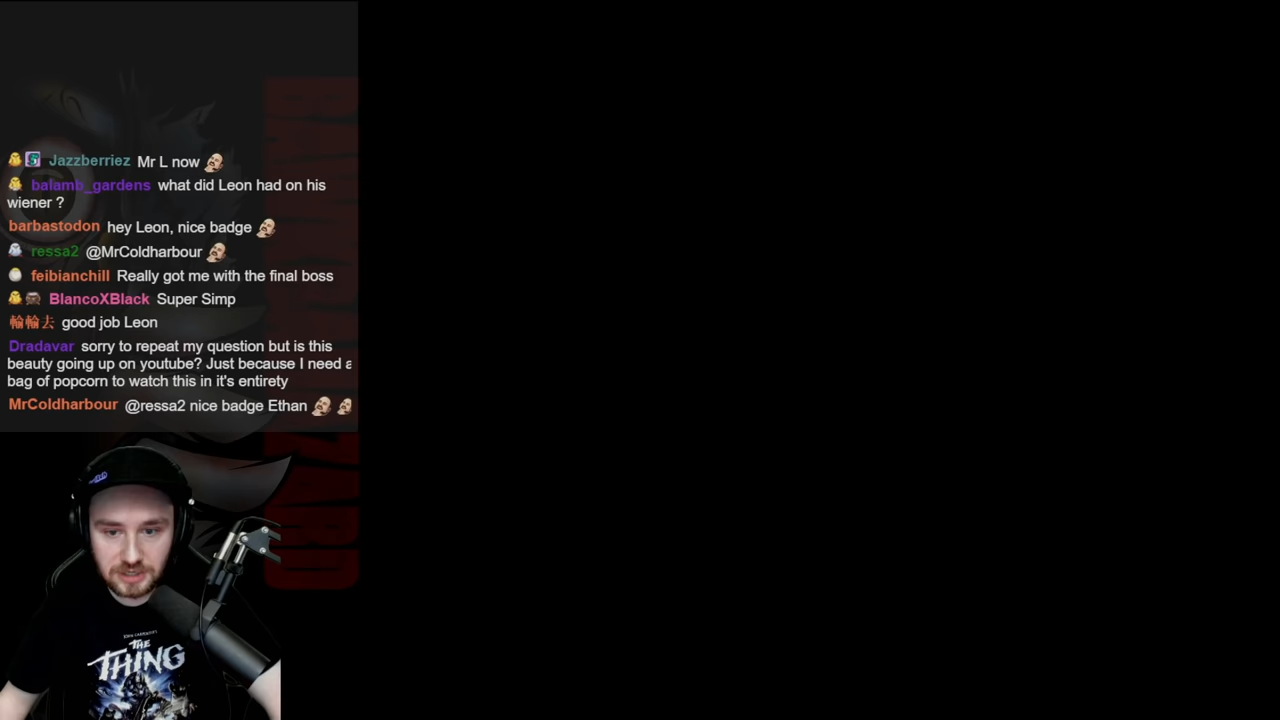 Jazzberriez Mr L now
balamb_gardens what did Leon had on his
wiener ?
barbastodon hey Leon, nice badge
ressa2 @MrColdharbour
feibianchill Really got me with the final boss
BlancoXBlack Super Simp
輪輪去 good job Leon
Dradavar sorry to repeat my question but is this
beauty going up on youtube? Just because I need a
bag of popcorn to watch this in it's entirety
MrColdharbour @ressa2 nice badge Ethan
THE
THING